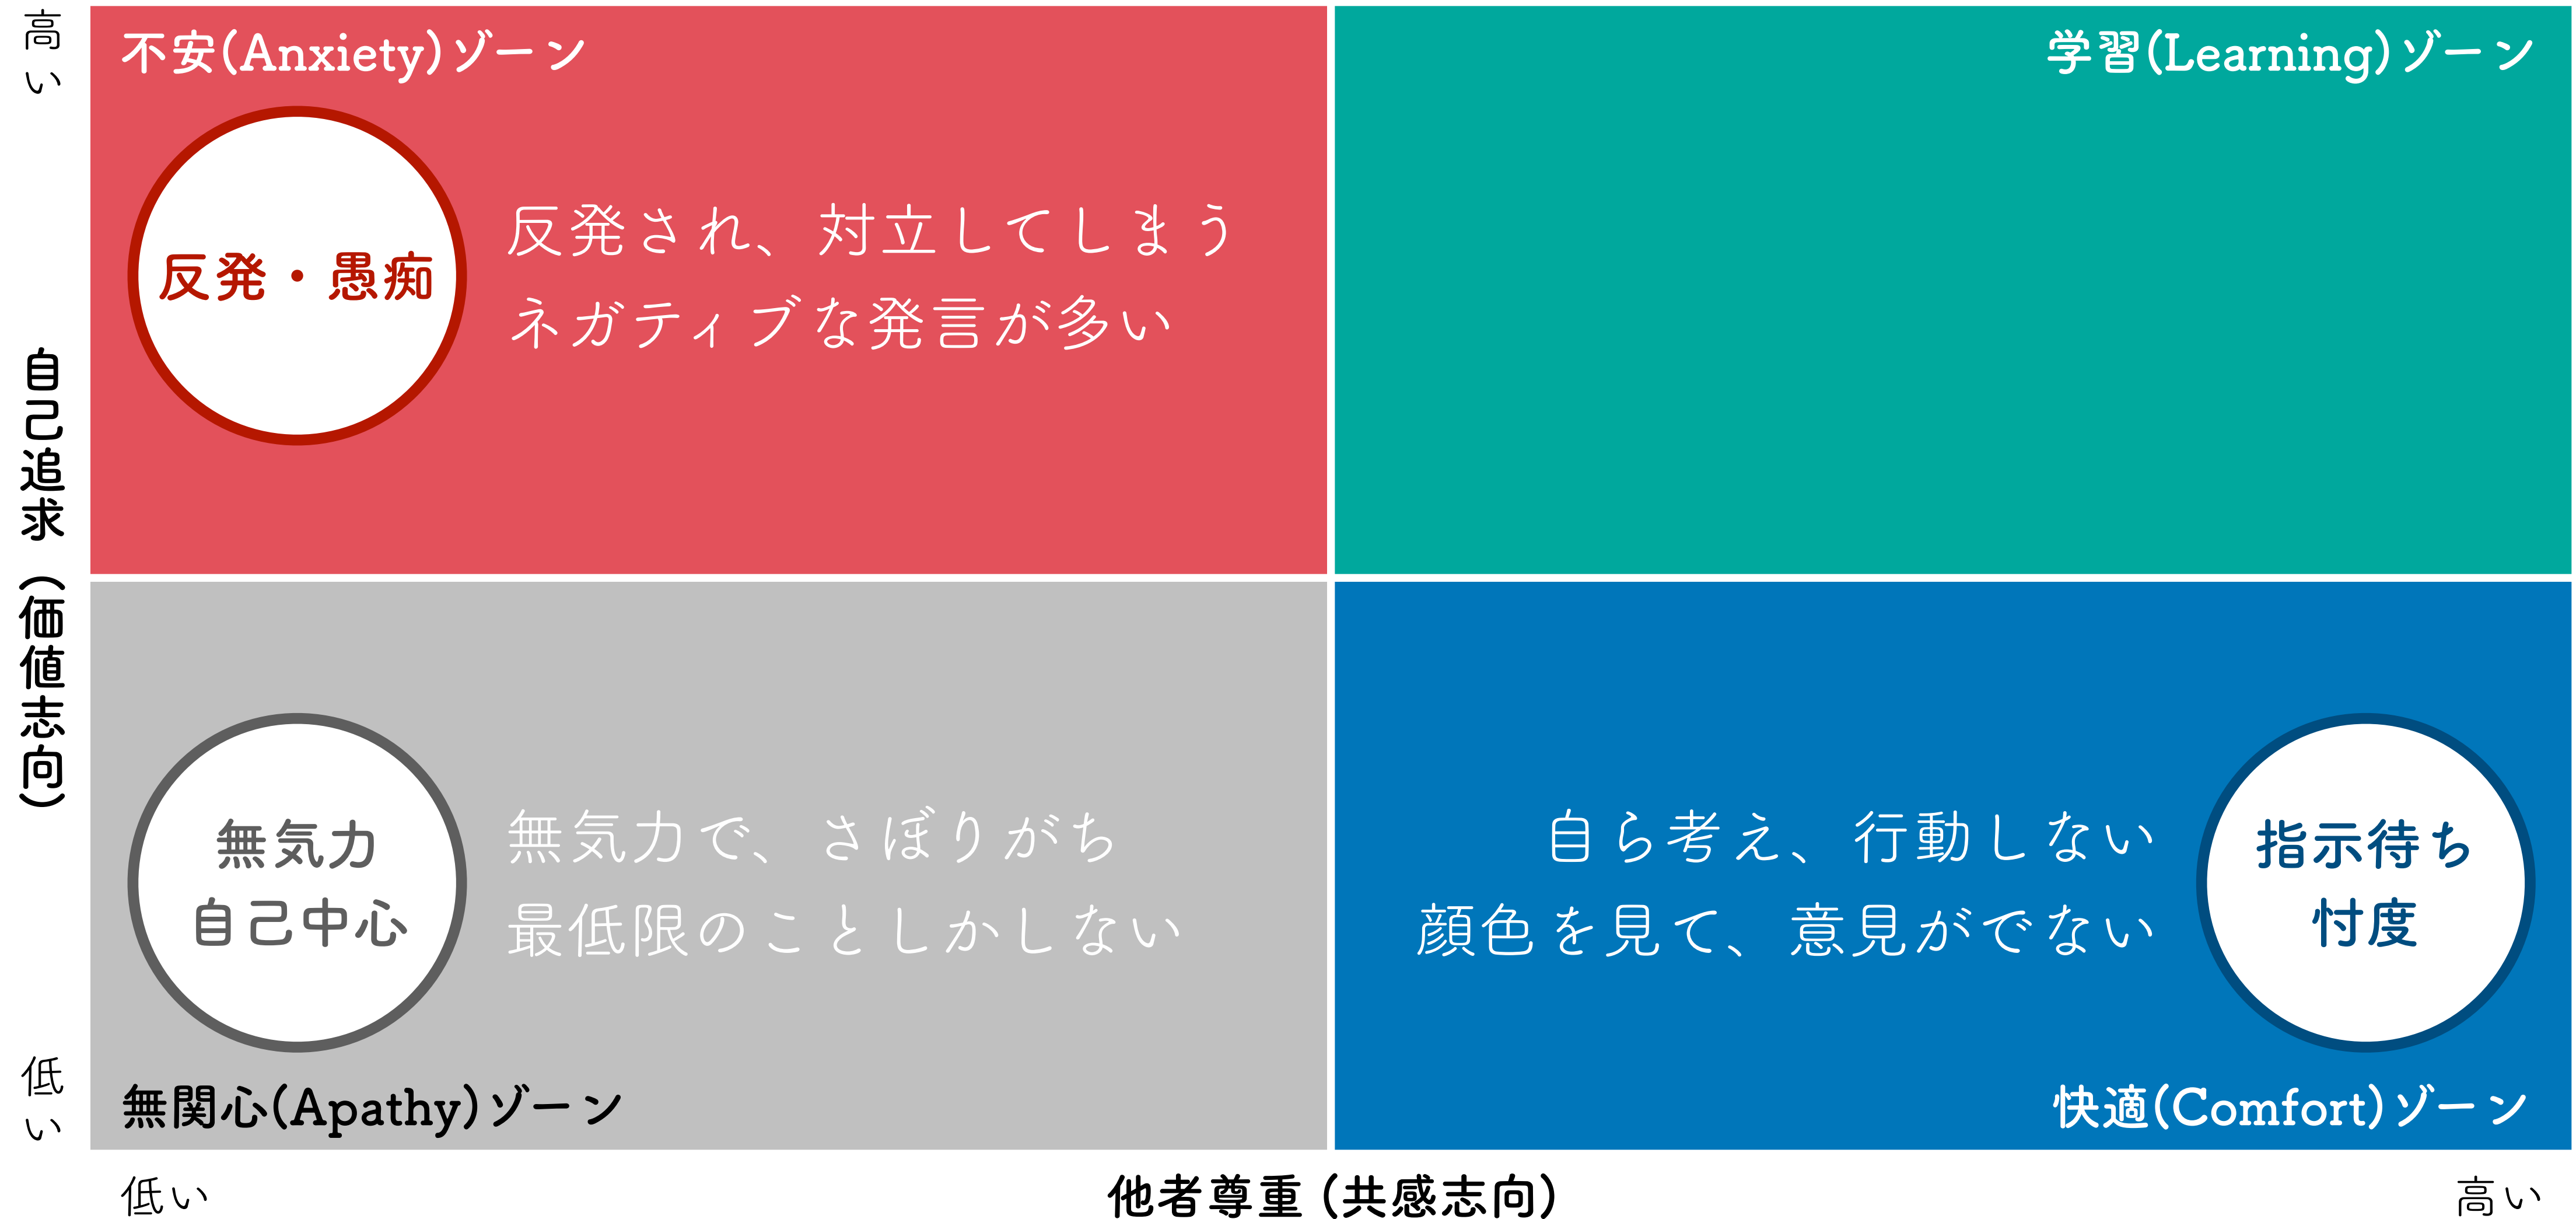 高い
不安(Anxiety)ゾーン
学習(Learning)ゾーン
反発・愚痴
反発され、対立してしまう
ネガティブな発言が多い
自己追求（価値志向）
無気力
自己中心
無気力で、さぼりがち
最低限のことしかしない
自ら考え、行動しない
顔色を見て、意見がでない
指示待ち
忖度
低い
無関心(Apathy)ゾーン
快適(Comfort)ゾーン
低い
他者尊重 (共感志向)
高い